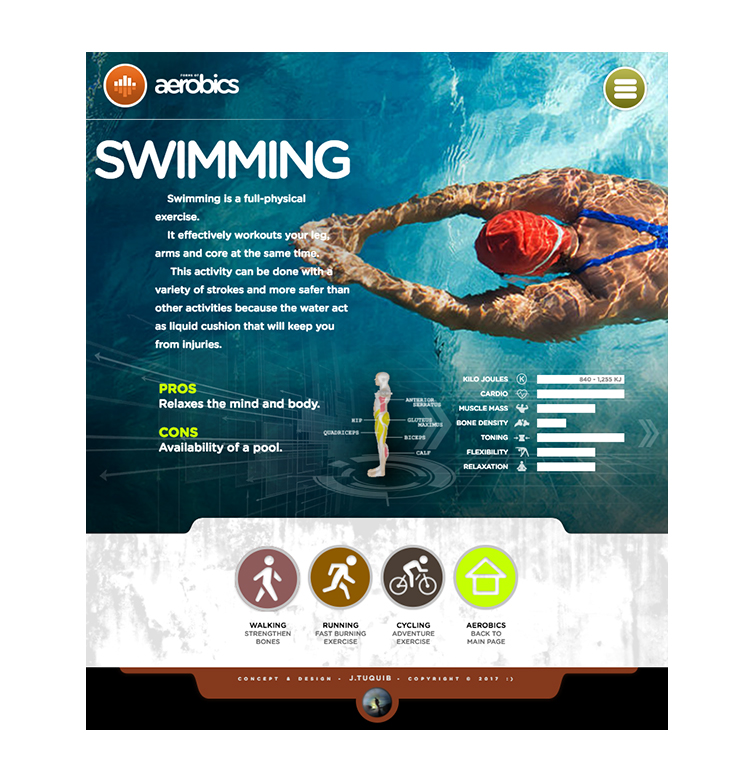 FORMS OF
aerobics
SWIMMING
Swimming is a full-physical
exercise.
It effectively workouts your leg,
arms and core at the same time.
This activity can be done with a
variety of strokes and more safer than
other activities because the water act
as liquid cushion that will keep you
from injuries.
PROS
Relaxes the mind and body.
CONS
Availability of a pool.
ANTERIOR
SERRATUS
HIP
GLUTEUS
MAXIMUS
QUADRICEPS
BICEPS
CALF
KILO JOULES K 840 - 1,255 KJ
CARDIO
MUSCLE MASS
BONE DENSITY
TONING
FLEXIBILITY
RELAXATION
WALKING
STRENGTHEN
BONES
RUNNING
FAST BURNING
EXERCISE
CYCLING
ADVENTURE
EXERCISE
AEROBICS
BACK TO
MAIN PAGE
CONCEPT & DESIGN - J.TUQUIB - COPYRIGHT © 2017 :)